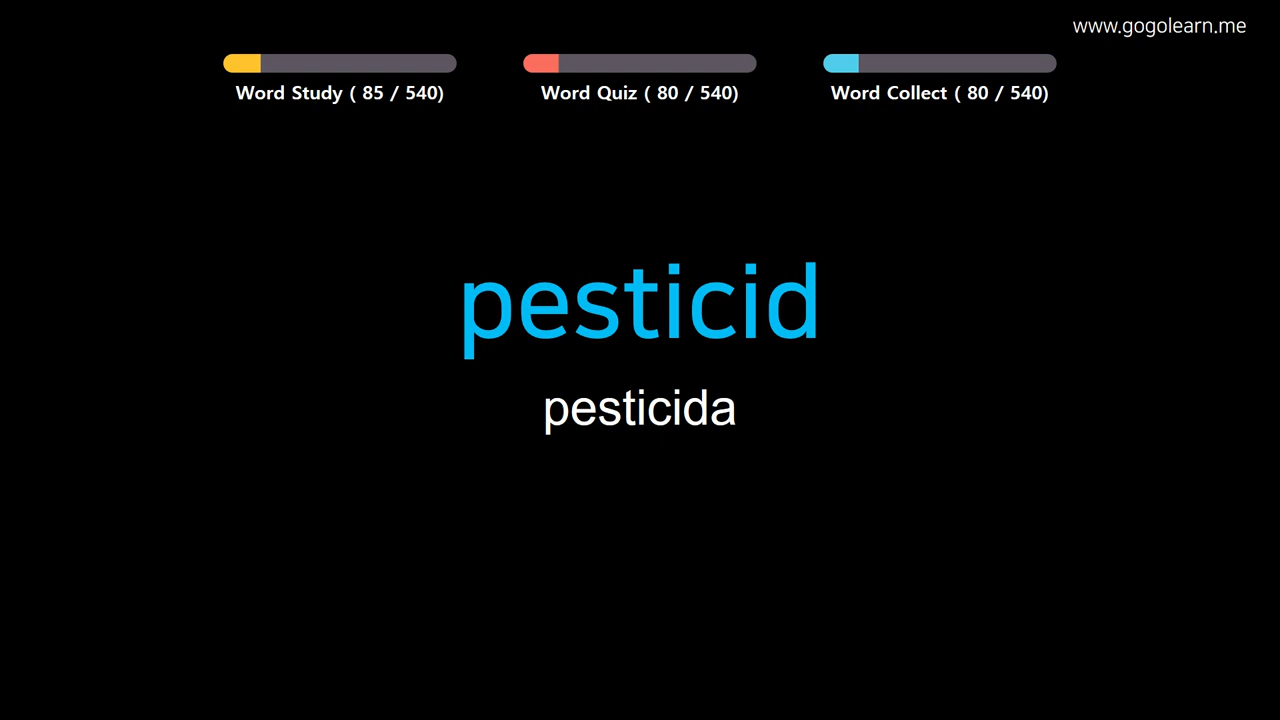 www.gogolearn.me
Word Study ( 85 / 540)
Word Quiz ( 80 / 540)
Word Collect ( 80 / 540)
pesticid
pesticida